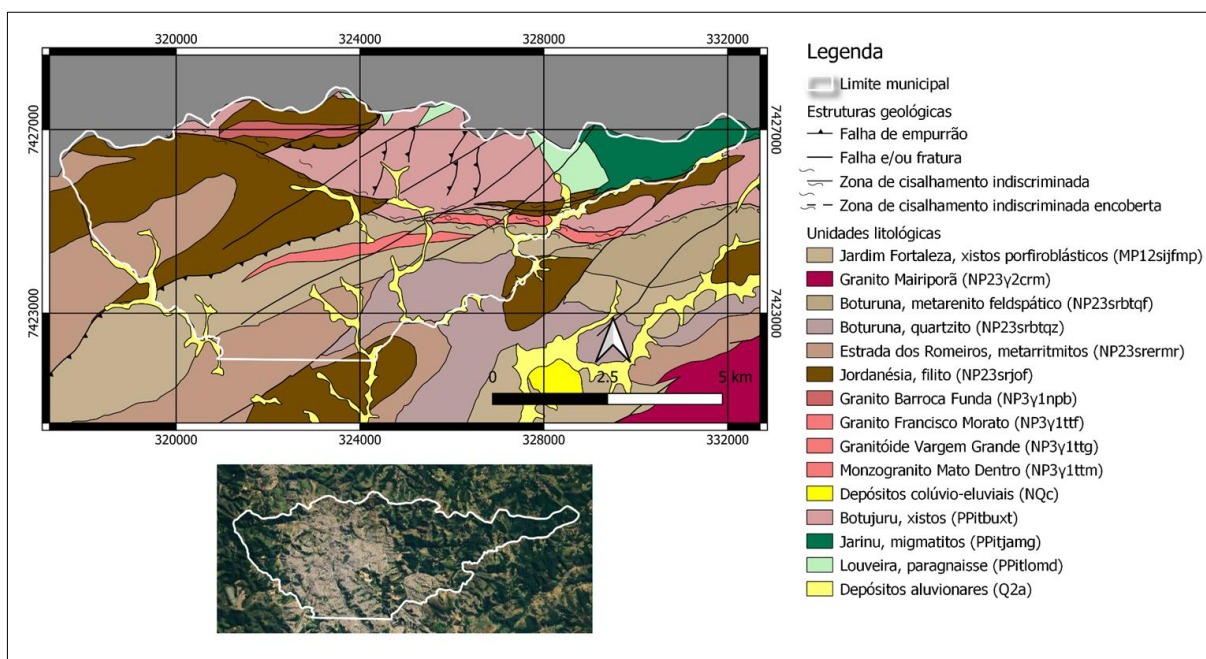 320000 324000 328000 332000
7427000 7427000
7423000 7423000
0 2.5 5 km
320000 324000 328000 332000
Legenda
Limite municipal
Estruturas geológicas
Falha de empurrão
Falha e/ou fratura
Zona de cisalhamento indiscriminada
Zona de cisalhamento indiscriminada encoberta
Unidades litológicas
Jardim Fortaleza, xistos porfiroblásticos (MP12sijfmp)
Granito Mairiporã (NP23γ2crm)
Boturuna, metarenito feldspático (NP23srbtqf)
Boturuna, quartzito (NP23srbtqz)
Estrada dos Romeiros, metarritmitos (NP23srermr)
Jordanésia, filito (NP23srjof)
Granito Barroca Funda (NP3γ1npb)
Granito Francisco Morato (NP3γ1ttf)
Granitóide Vargem Grande (NP3γ1ttg)
Monzogranito Mato Dentro (NP3γ1ttm)
Depósitos colúvio-eluviais (NQc)
Botujuru, xistos (PPitbuxt)
Jarinu, migmatitos (PPitjamg)
Louveira, paragnaisse (PPitlomd)
Depósitos aluvionares (Q2a)